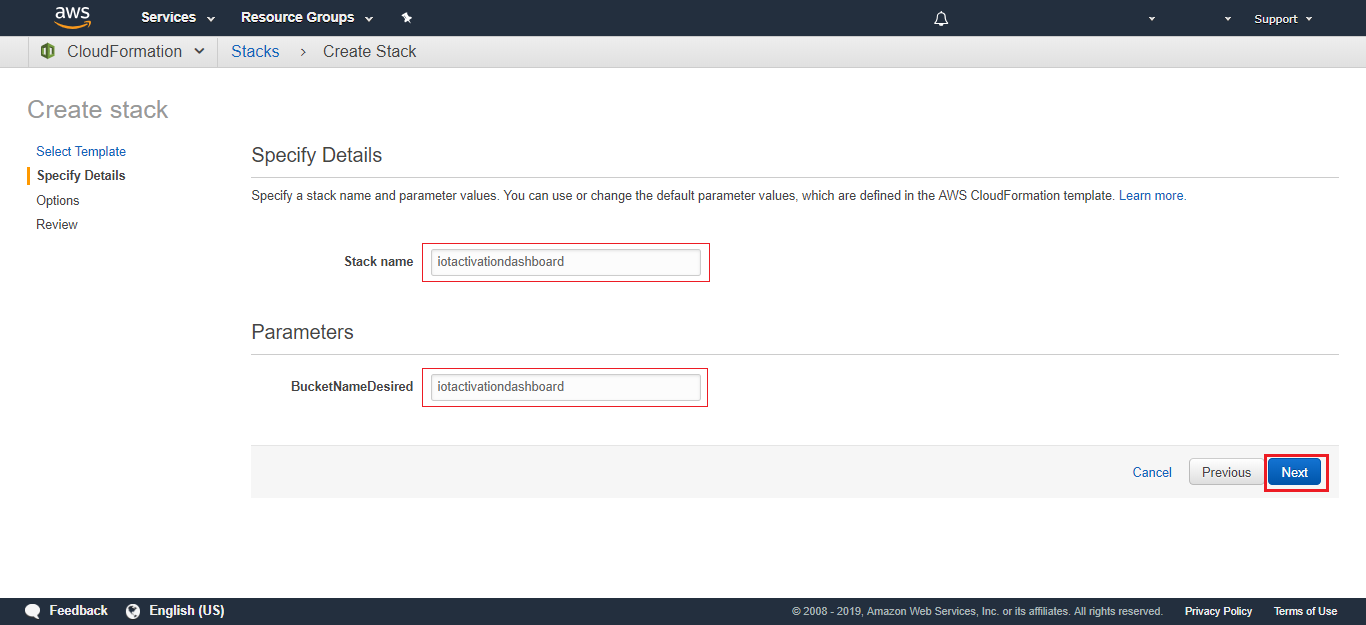 aws Services Resource Groups Support
CloudFormation Stacks > Create Stack
Create stack
Select Template
Specify Details
Options
Review
Specify Details
Specify a stack name and parameter values. You can use or change the default parameter values, which are defined in the AWS CloudFormation template. Learn more.
Stack name iotactivationdashboard
Parameters
BucketNameDesired iotactivationdashboard
Cancel Previous Next
Feedback English (US) © 2008 - 2019, Amazon Web Services, Inc. or its affiliates. All rights reserved. Privacy Policy Terms of Use